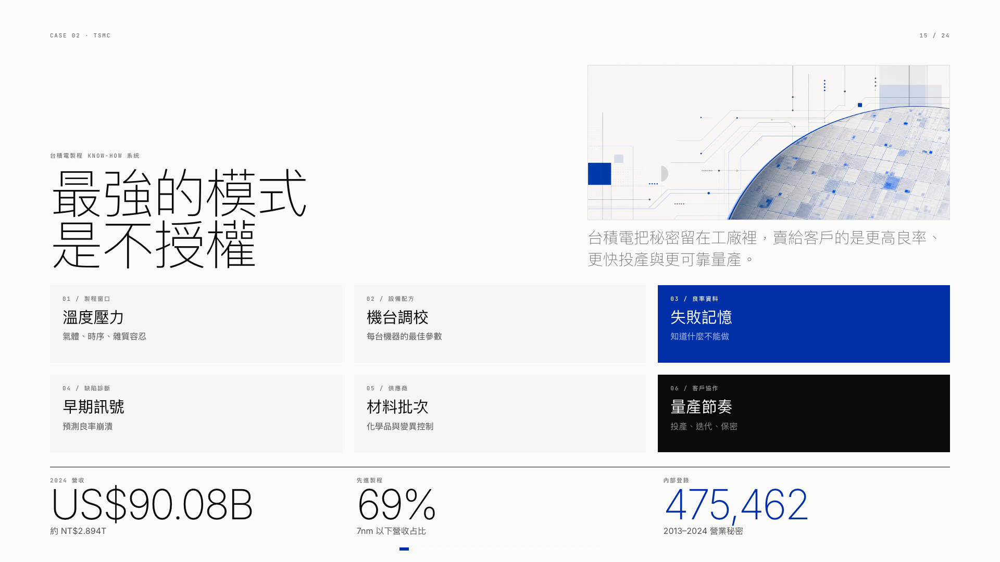 CASE 02 · TSMC
15 / 24
台積電製程 KNOW-HOW 系統
最強的模式
是不授權
台積電把秘密留在工廠裡，賣給客戶的是更高良率、
更快投產與更可靠量產。
01 / 製程窗口
溫度壓力
氣體、時序、雜質容忍
02 / 設備配方
機台調校
每台機器的最佳參數
03 / 良率資料
失敗記憶
知道什麼不能做
04 / 缺陷診斷
早期訊號
預測良率崩潰
05 / 供應商
材料批次
化學品與變異控制
06 / 客戶協作
量產節奏
投產、迭代、保密
2024 營收
US$90.08B
約 NT$2.894T
先進製程
69%
7nm 以下營收占比
內部登錄
475,462
2013–2024 營業秘密